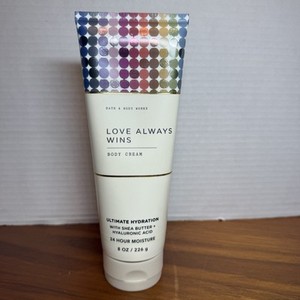 BATH & BODY WORKS
LOVE ALWAYS
WINS
BODY CREAM
ULTIMATE HYDRATION
WITH SHEA BUTTER +
HYALURONIC ACID
24 HOUR MOISTURE
8 OZ / 226 g